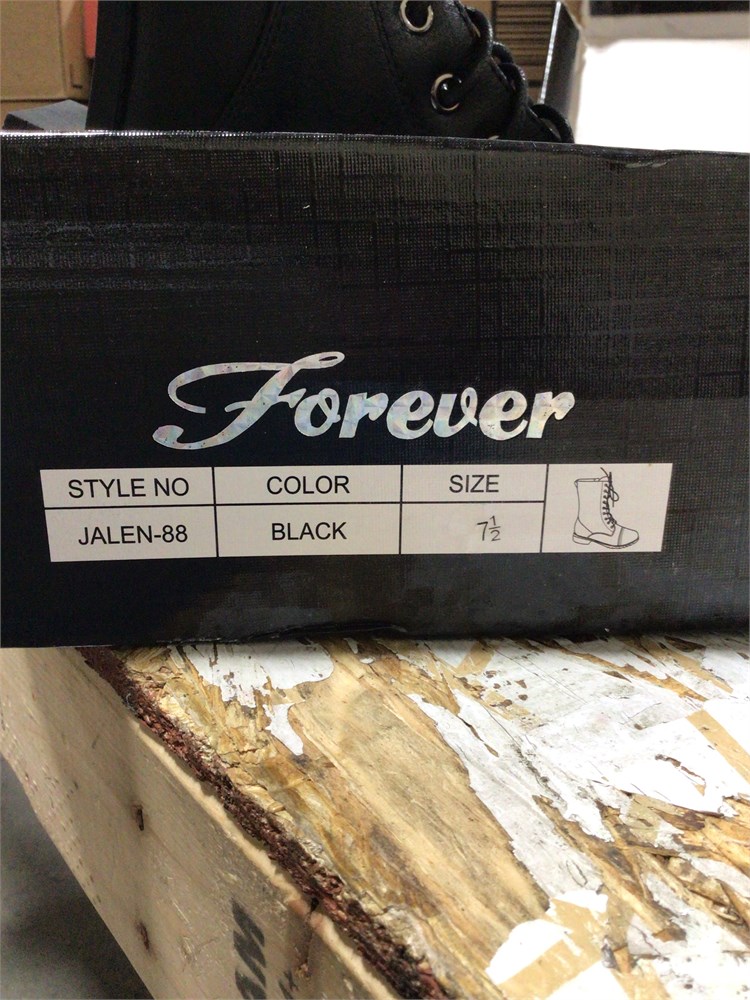 Forever
STYLE NO COLOR SIZE
JALEN-88 BLACK 7½